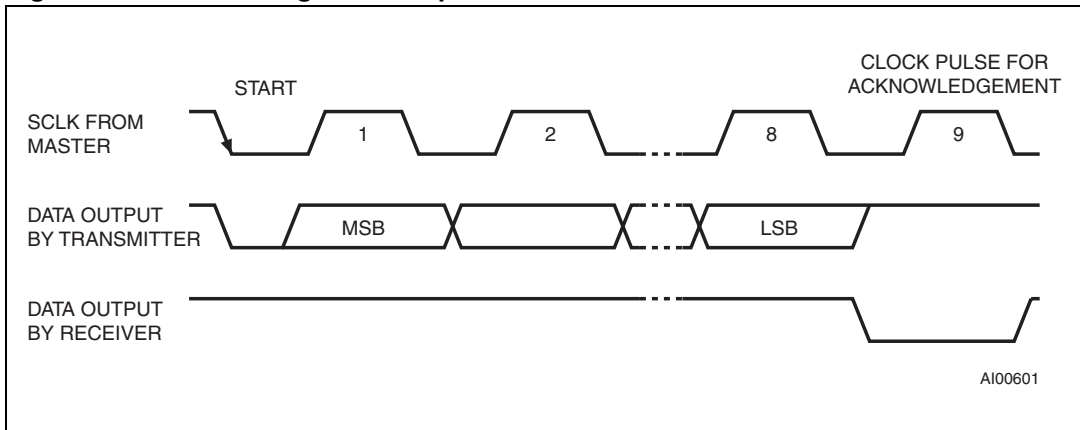 START
CLOCK PULSE FOR
ACKNOWLEDGEMENT
SCLK FROM
MASTER
1
2
8
9
DATA OUTPUT
BY TRANSMITTER
MSB
LSB
DATA OUTPUT
BY RECEIVER
AI00601